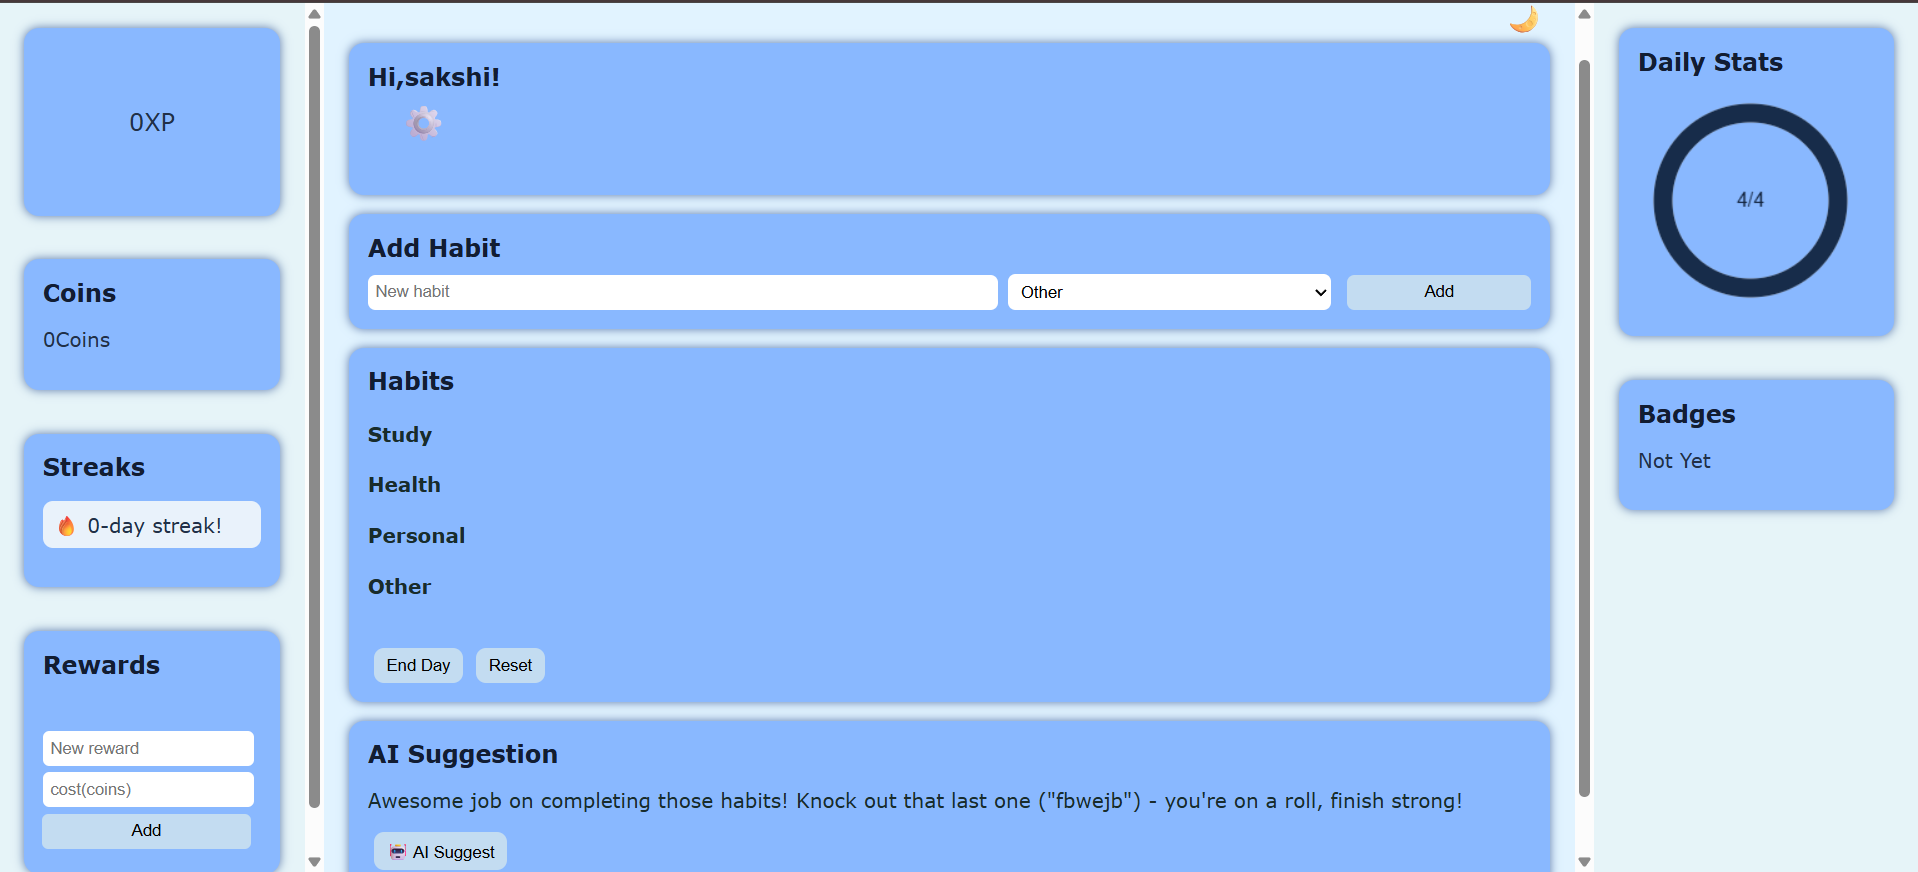 0XP
Coins
0Coins
Streaks
🔥 0-day streak!
Rewards
New reward
cost(coins)
Add
Hi,sakshi!
Add Habit
New habit
Other
Add
Habits
Study
Health
Personal
Other
End Day
Reset
AI Suggestion
Awesome job on completing those habits! Knock out that last one ("fbwejb") - you're on a roll, finish strong!
AI Suggest
Daily Stats
4/4
Badges
Not Yet